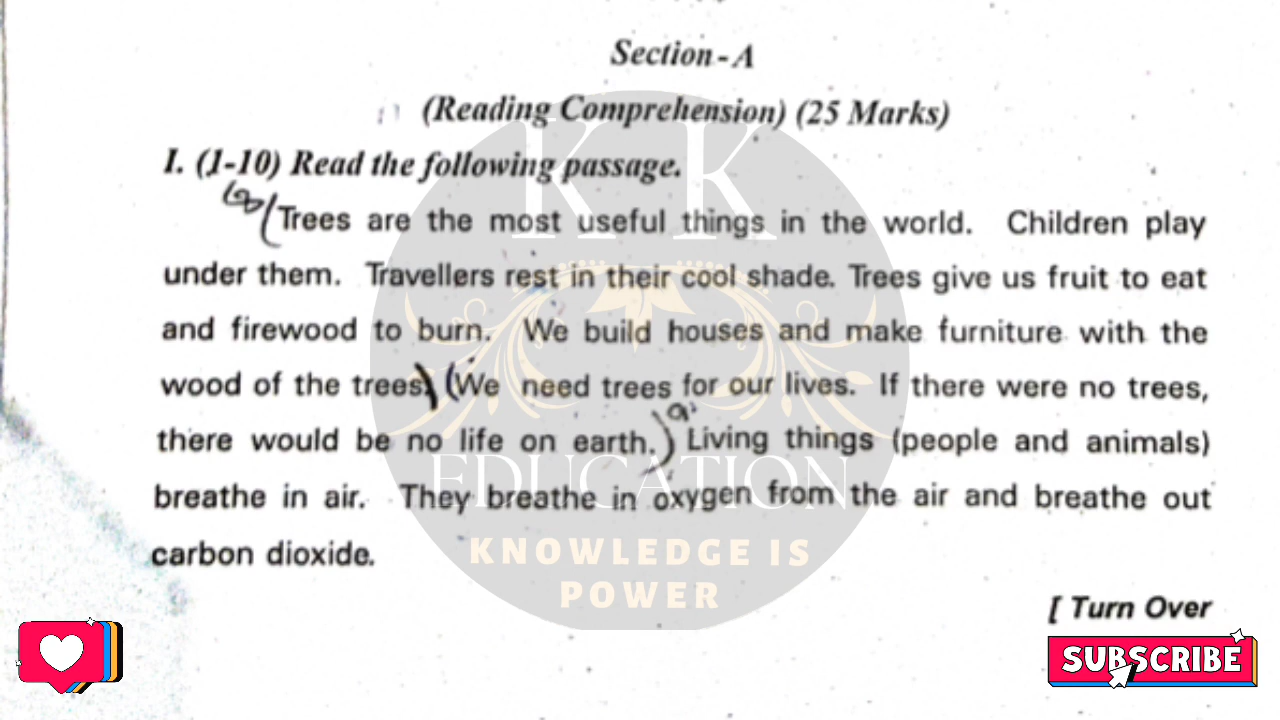 Section-A
(Reading Comprehension) (25 Marks)
I. (1-10) Read the following passage.
(Trees are the most useful things in the world. Children play
under them. Travellers rest in their cool shade. Trees give us fruit to eat
and firewood to burn. We build houses and make furniture with the
wood of the trees) (We need trees for our lives. If there were no trees,
there would be no life on earth.) Living things (people and animals)
breathe in air. They breathe in oxygen from the air and breathe out
carbon dioxide.
[ Turn Over
KK
EDUCATION
KNOWLEDGE IS
POWER
SUBSCRIBE